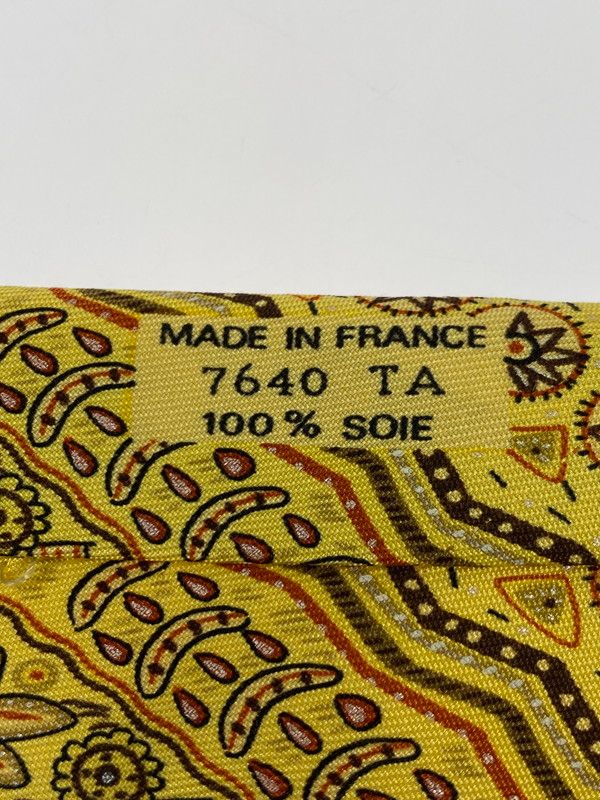 MADE IN FRANCE
7640 TA
100% SOIE